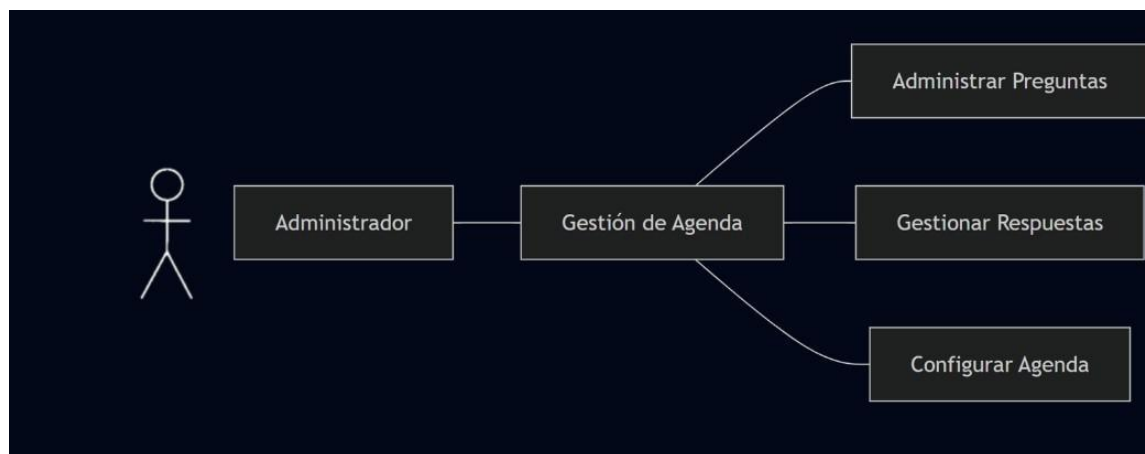 Administrar Preguntas
Administrador
Gestión de Agenda
Gestionar Respuestas
Configurar Agenda